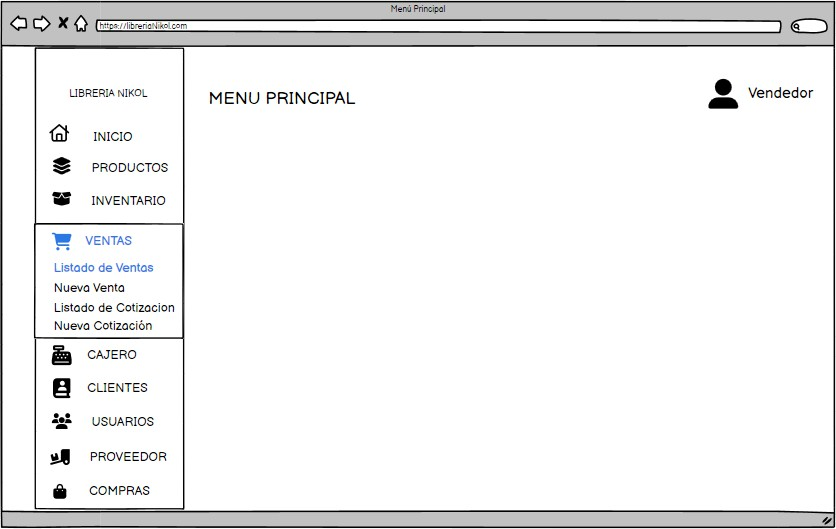 Menú Principal
https://libreriaNikol.com
LIBRERIA NIKOL
MENU PRINCIPAL
Vendedor
INICIO
PRODUCTOS
INVENTARIO
VENTAS
Listado de Ventas
Nueva Venta
Listado de Cotizacion
Nueva Cotización
CAJERO
CLIENTES
USUARIOS
PROVEEDOR
COMPRAS